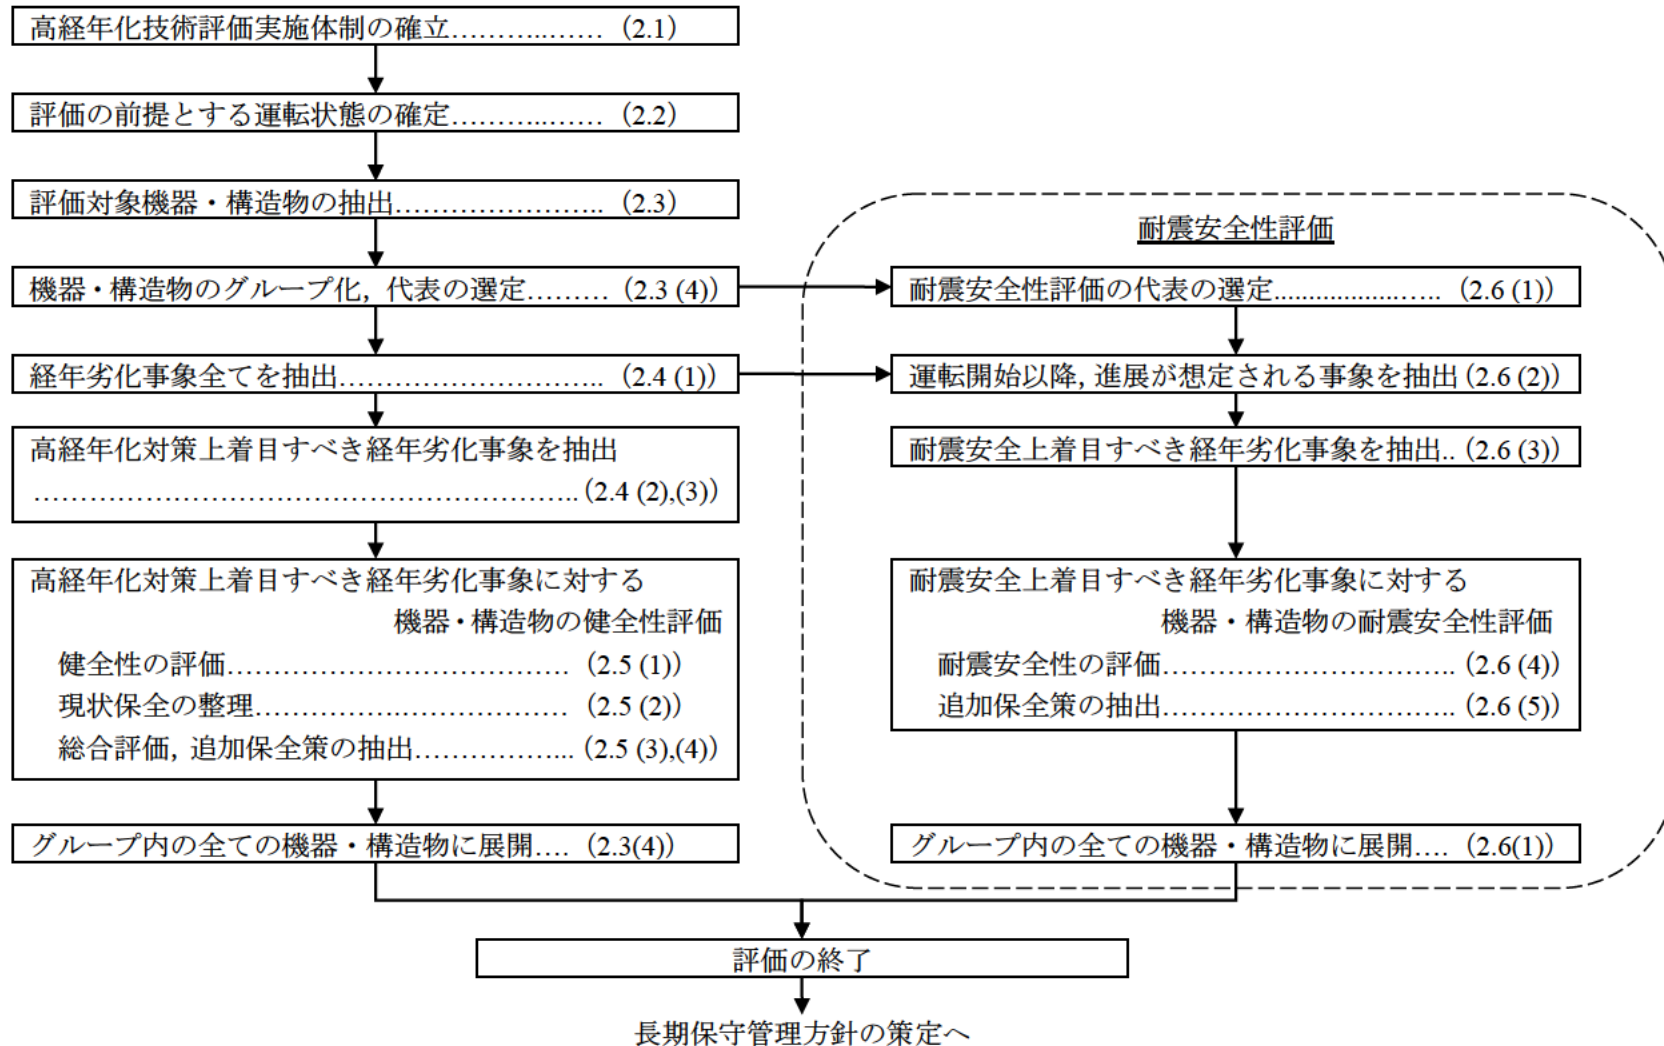 高経年化技術評価実施体制の確立………..…… (2.1)
評価の前提とする運転状態の確定………..…… (2.2)
評価対象機器・構造物の抽出………………….. (2.3)
機器・構造物のグループ化, 代表の選定……… (2.3 (4))
経年劣化事象全てを抽出……………………….. (2.4 (1))
高経年化対策上着目すべき経年劣化事象を抽出
………………………………………………….. (2.4 (2),(3))
高経年化対策上着目すべき経年劣化事象に対する
機器・構造物の健全性評価
健全性の評価……………………………… (2.5 (1))
現状保全の整理…………….……………… (2.5 (2))
総合評価, 追加保全策の抽出……………... (2.5 (3),(4))
グループ内の全ての機器・構造物に展開…. (2.3(4))
耐震安全性評価
耐震安全性評価の代表の選定..................….. (2.6 (1))
運転開始以降, 進展が想定される事象を抽出 (2.6 (2))
耐震安全上着目すべき経年劣化事象を抽出.. (2.6 (3))
耐震安全上着目すべき経年劣化事象に対する
機器・構造物の耐震安全性評価
耐震安全性の評価………………………….. (2.6 (4))
追加保全策の抽出………………………….. (2.6 (5))
グループ内の全ての機器・構造物に展開…. (2.6(1))
評価の終了
長期保守管理方針の策定へ